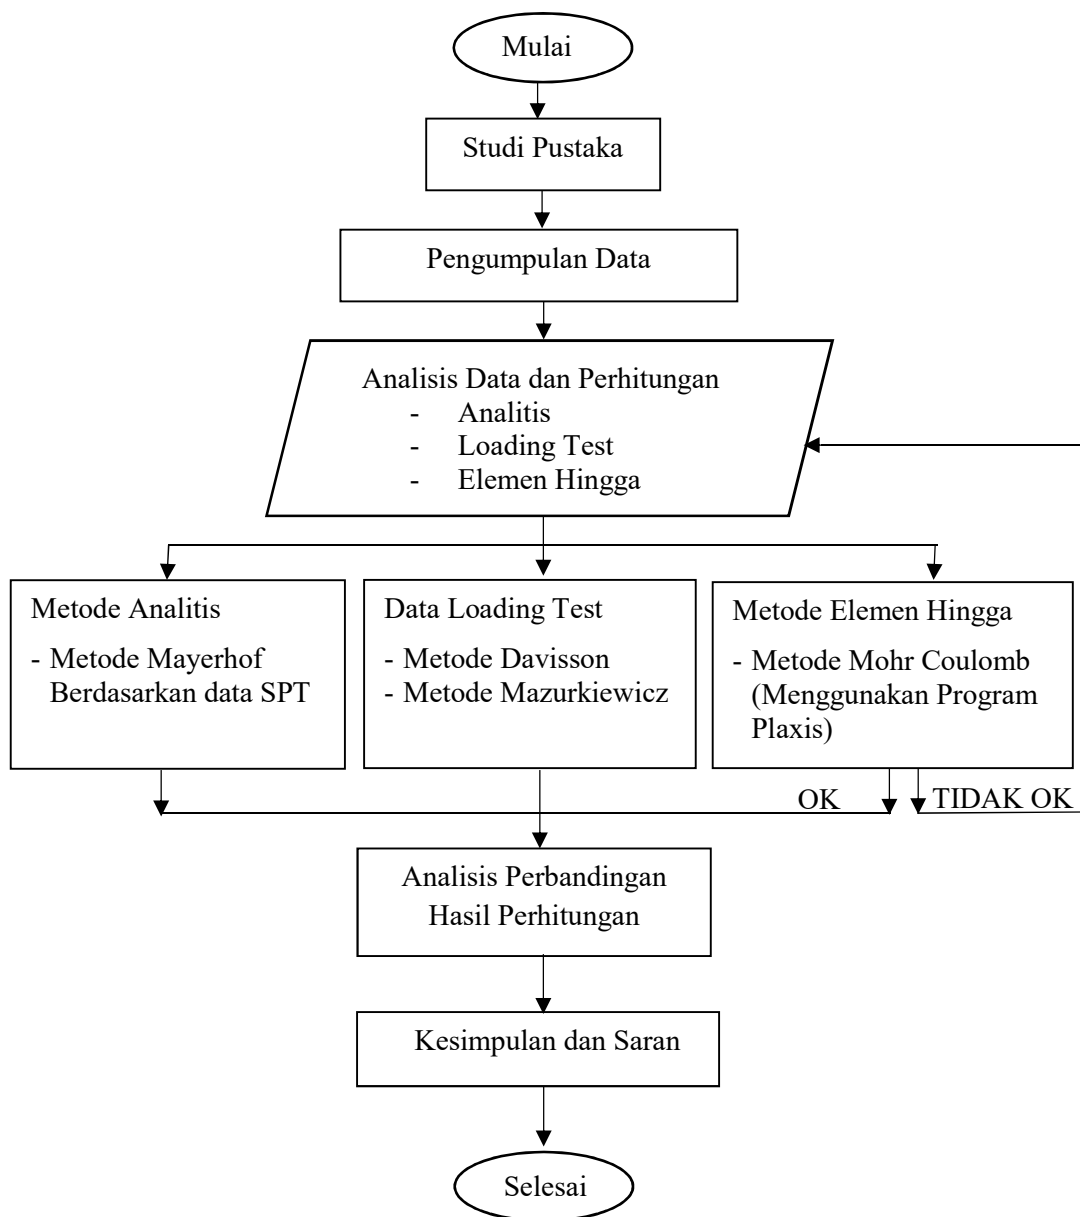 Mulai
Studi Pustaka
Pengumpulan Data
Analisis Data dan Perhitungan
- Analitis
- Loading Test
- Elemen Hingga
Metode Analitis
- Metode Mayerhof
Berdasarkan data SPT
Data Loading Test
- Metode Davisson
- Metode Mazurkiewicz
Metode Elemen Hingga
- Metode Mohr Coulomb
(Menggunakan Program
Plaxis)
OK
TIDAK OK
Analisis Perbandingan
Hasil Perhitungan
Kesimpulan dan Saran
Selesai